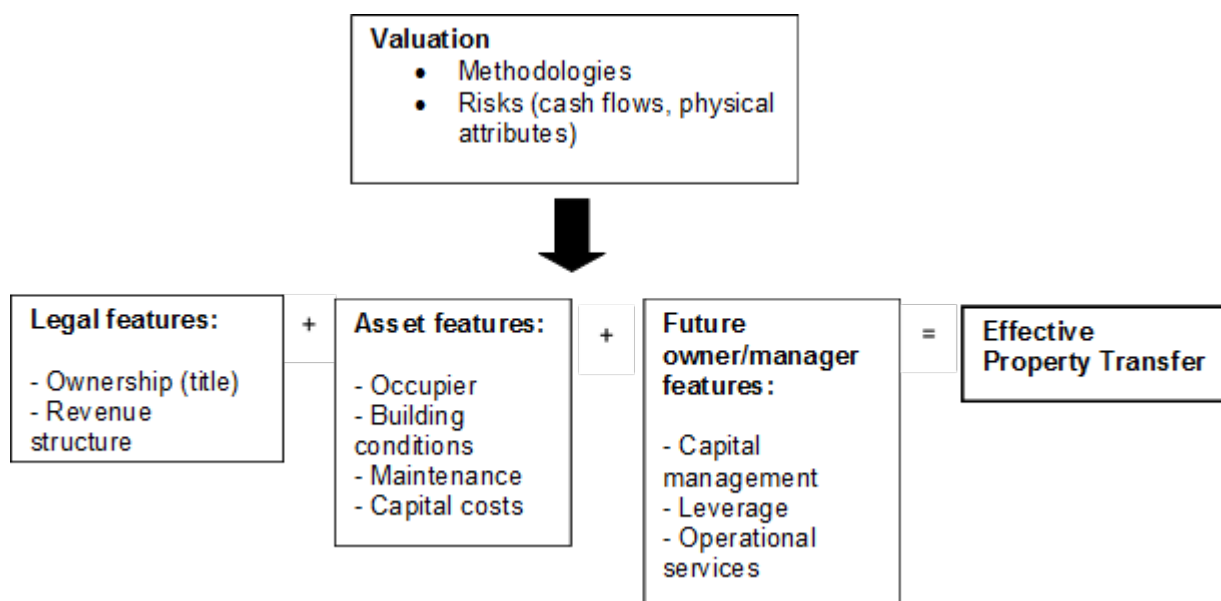 Valuation
• Methodologies
• Risks (cash flows, physical
attributes)
Legal features:
- Ownership (title)
- Revenue
structure
+
Asset features:
- Occupier
- Building
conditions
- Maintenance
- Capital costs
+
Future
owner/manager
features:
- Capital
management
- Leverage
- Operational
services
=
Effective
Property Transfer